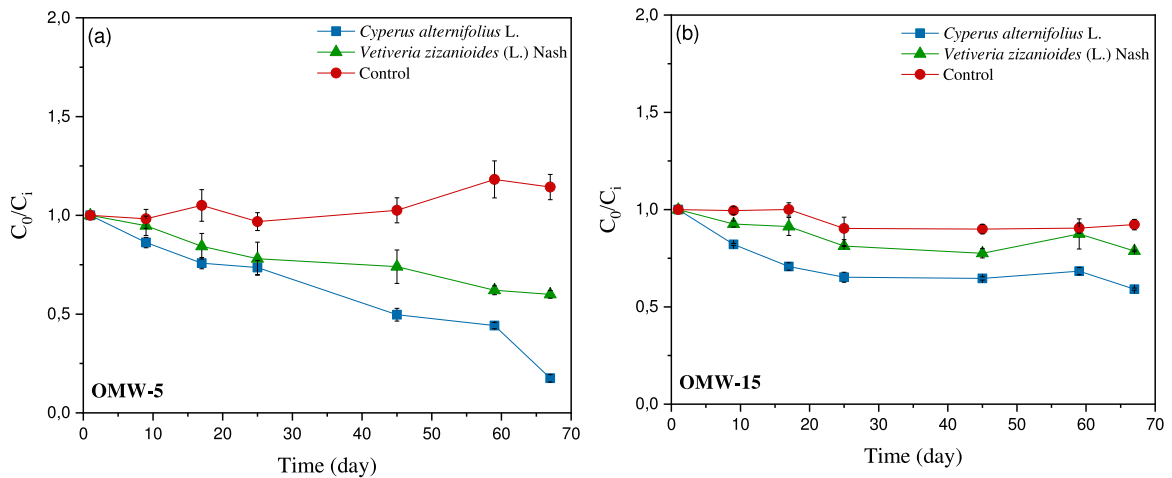 (a)
Cyperus alternifolius L.
Vetiveria zizanioides (L.) Nash
Control
2,0
1,5
1,0
0,5
0,0
C0/Ci
OMW-5
0 10 20 30 40 50 60 70
Time (day)
(b)
Cyperus alternifolius L.
Vetiveria zizanioides (L.) Nash
Control
2,0
1,5
1,0
0,5
0,0
C0/Ci
OMW-15
0 10 20 30 40 50 60 70
Time (day)